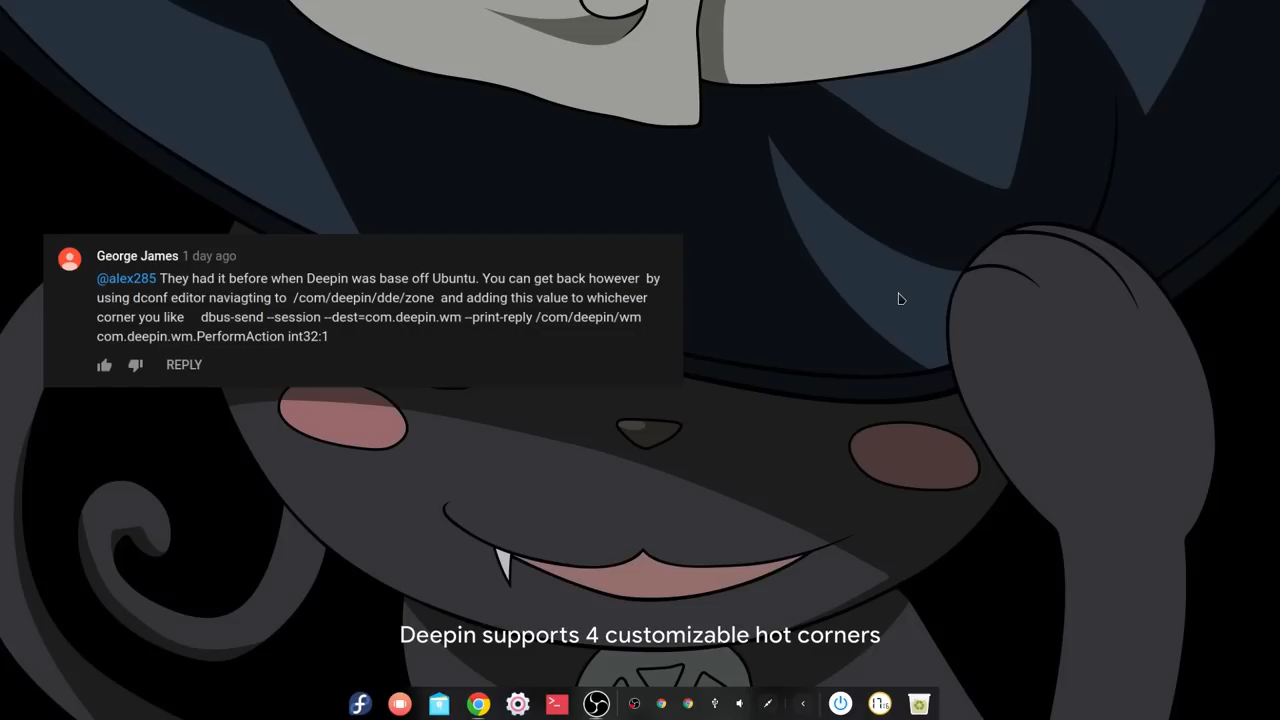 George James 1 day ago
@alex285 They had it before when Deepin was base off Ubuntu. You can get back however  by
using dconf editor naviagting to  /com/deepin/dde/zone  and adding this value to whichever
corner you like     dbus-send --session --dest=com.deepin.wm --print-reply /com/deepin/wm
com.deepin.wm.PerformAction int32:1
REPLY
Deepin supports 4 customizable hot corners